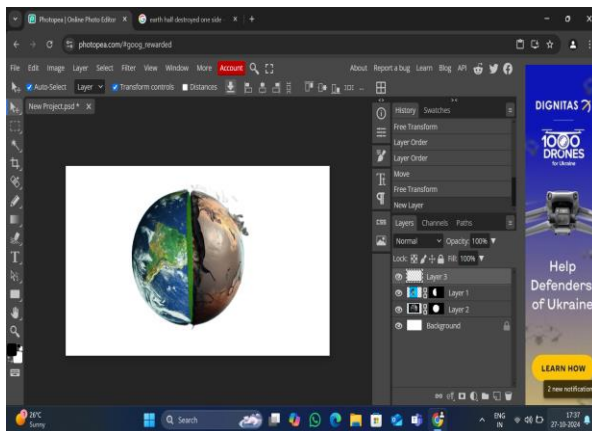 Photopea | Online Photo Editor
earth half destroyed one side -
photopea.com/#goog_rewarded
File Edit Image Layer Select Filter View Window More Account
About Report a bug Learn Blog API
Auto-Select Layer Transform controls Distances
New Project.psd *
History Swatches
Free Transform
Layer Order
Layer Order
Move
Free Transform
New Layer
CSS
Layers Channels Paths
Normal Opacity: 100%
Lock: Fill: 100%
Layer 3
Layer 1
Layer 2
Background
DIGNITAS
1000
DRONES
for Ukraine
Help
Defenders
of Ukraine
LEARN HOW
2 new notification
26°C
Sunny
Search
ENG
IN
17:37
27-10-2024